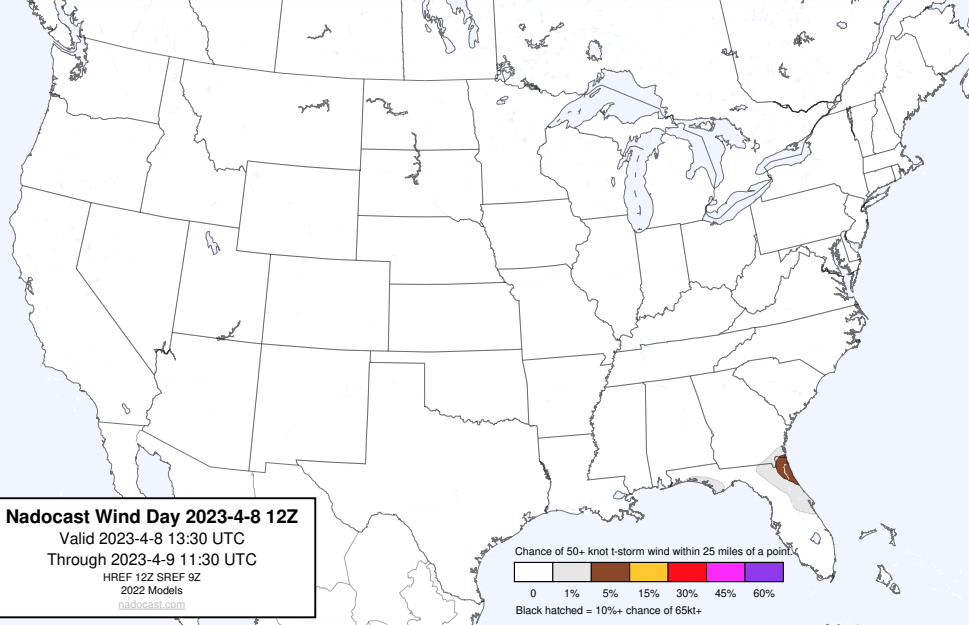 Nadocast Wind Day 2023-4-8 12Z
Valid 2023-4-8 13:30 UTC
Through 2023-4-9 11:30 UTC
HREF 12Z SREF 9Z
2022 Models
nadocast.com
Chance of 50+ knot t-storm wind within 25 miles of a point.
0 1% 5% 15% 30% 45% 60%
Black hatched = 10%+ chance of 65kt+